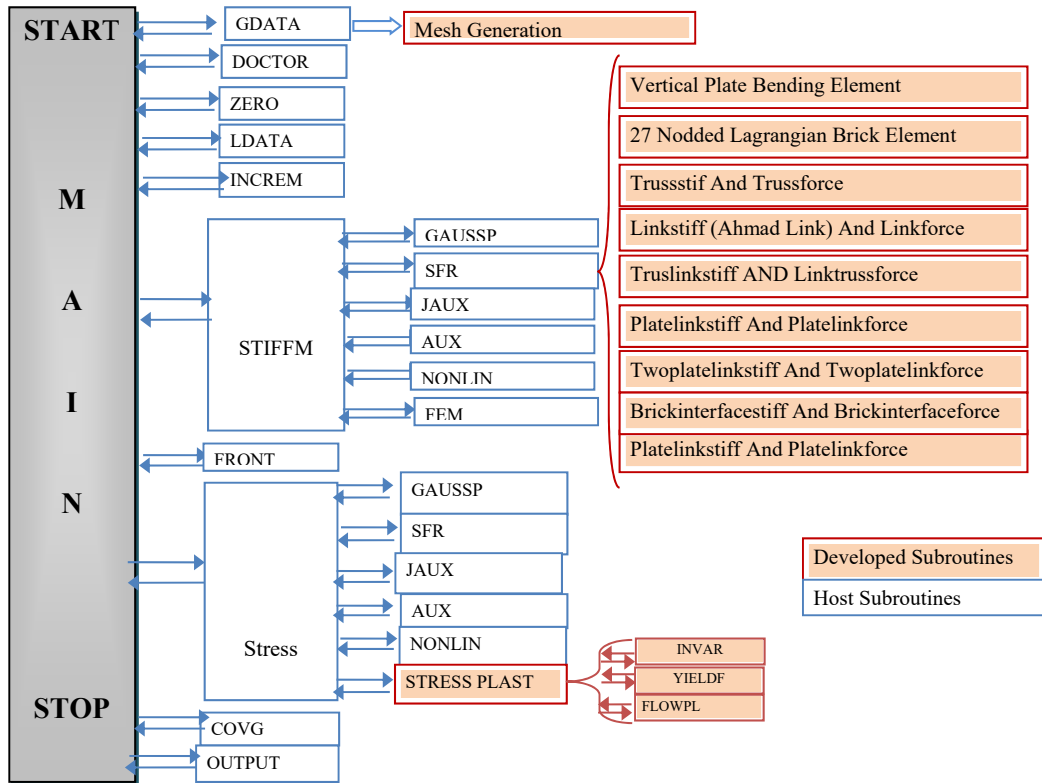 START
M
A
I
N
STOP
GDATA
Mesh Generation
DOCTOR
ZERO
LDATA
INCREM
STIFFM
GAUSSP
SFR
JAUX
AUX
NONLIN
FEM
Vertical Plate Bending Element
27 Nodded Lagrangian Brick Element
Trussstif And Trussforce
Linkstiff (Ahmad Link) And Linkforce
Truslinkstiff AND Linktrussforce
Platelinkstiff And Platelinkforce
Twoplatelinkstiff And Twoplatelinkforce
Brickinterfacestiff And Brickinterfaceforce
Platelinkstiff And Platelinkforce
FRONT
Stress
GAUSSP
SFR
JAUX
AUX
NONLIN
STRESS PLAST
INVAR
YIELDF
FLOWPL
COVG
OUTPUT
Developed Subroutines
Host Subroutines